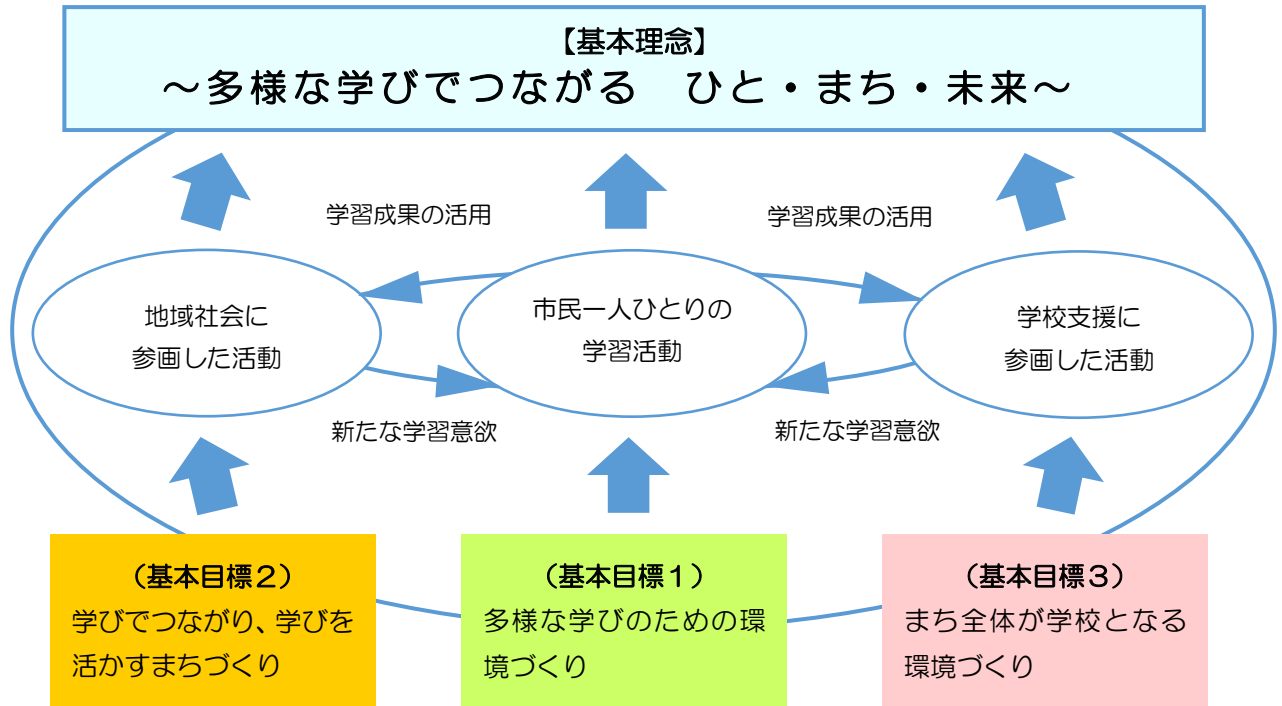 【基本理念】
～多様な学びでつながる　ひと・まち・未来～
学習成果の活用
学習成果の活用
地域社会に
参画した活動
市民一人ひとりの
学習活動
学校支援に
参画した活動
新たな学習意欲
新たな学習意欲
（基本目標２）
学びでつながり、学びを
活かすまちづくり
（基本目標１）
多様な学びのための環
境づくり
（基本目標３）
まち全体が学校となる
環境づくり